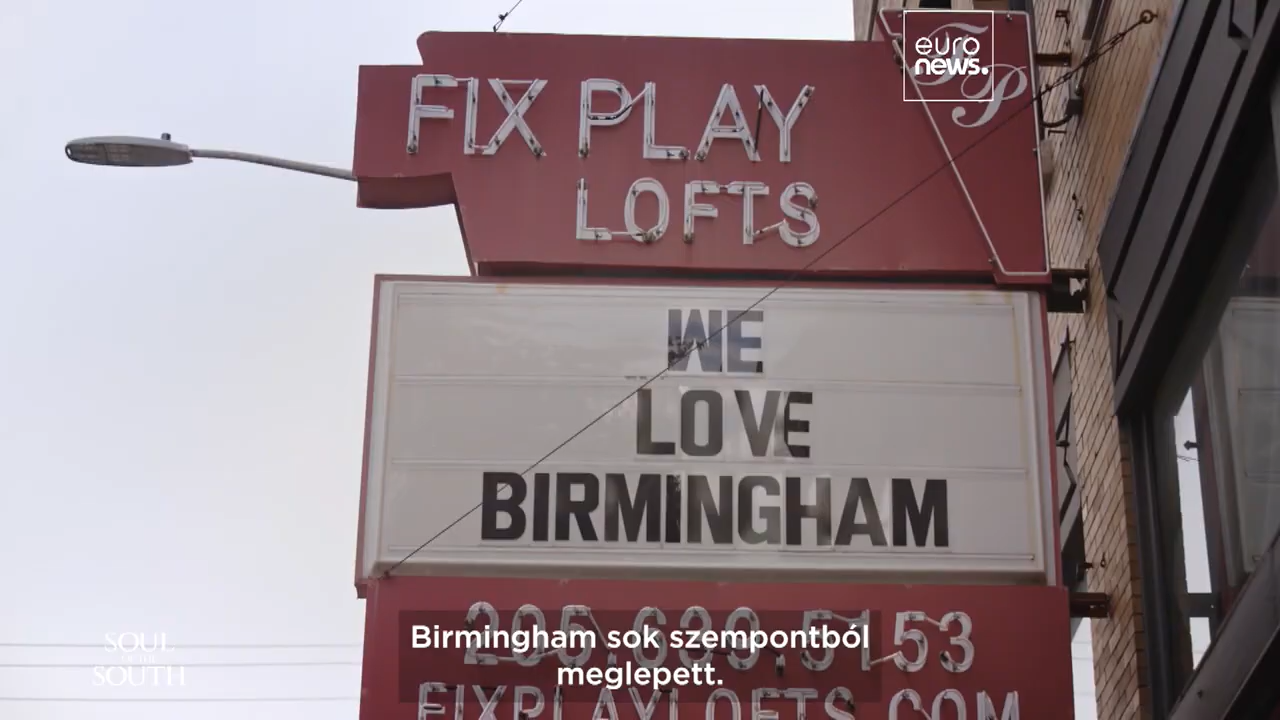 euro
news.
FP
FIX PLAY
LOFTS
WE
LOVE
BIRMINGHAM
205.639.5153
FIXPLAYLOFTS.COM
Birmingham sok szempontból
meglepett.
SOUL
SOUTH